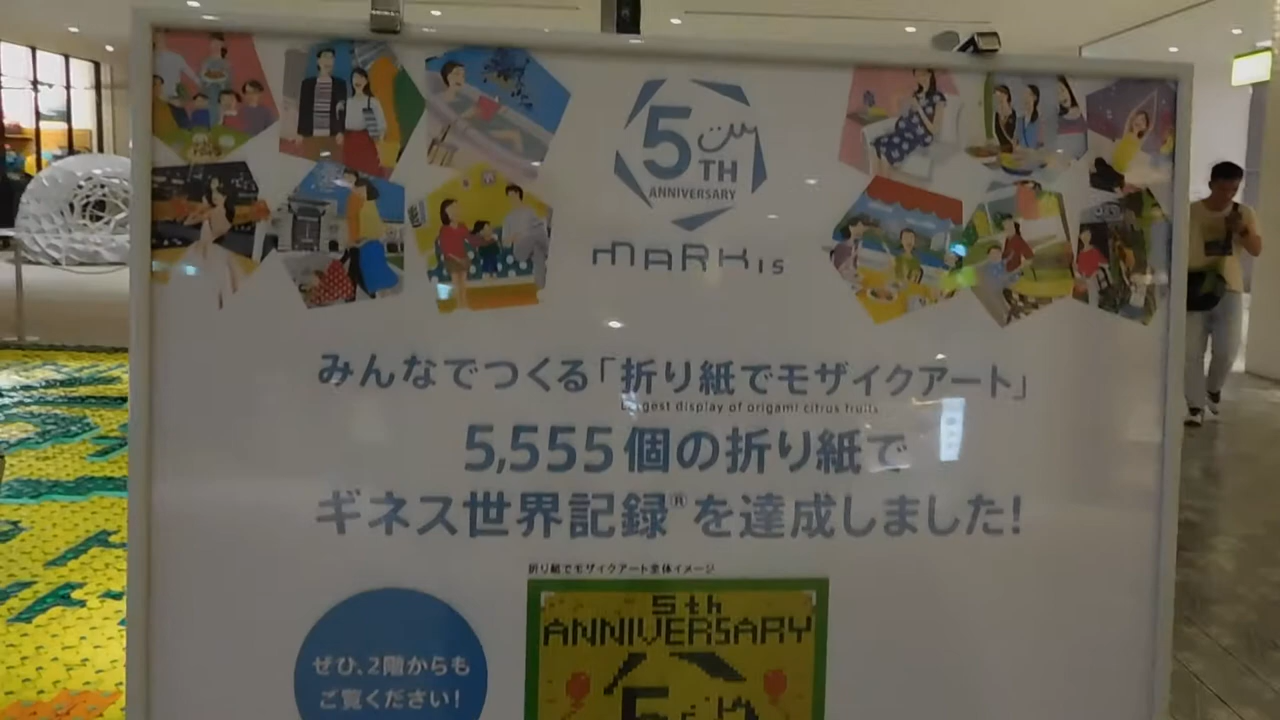 5
TH
ANNIVERSARY
MARK IS
みんなでつくる「折り紙でモザイクアート」
Largest display of origami citrus fruits
5,555個の折り紙で
ギネス世界記録®を達成しました!
折り紙でモザイクアート全体イメージ
5th
ANNIVERSARY
5
ぜひ、2階からも
ご覧ください!